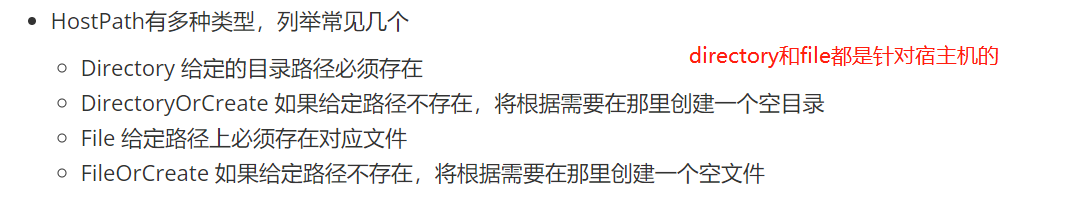 HostPath有多种类型，列举常见几个
directory和file都是针对宿主机的
Directory 给定的目录路径必须存在
DirectoryOrCreate 如果给定路径不存在，将根据需要在那里创建一个空目录
File 给定路径上必须存在对应文件
FileOrCreate 如果给定路径不存在，将根据需要在那里创建一个空文件